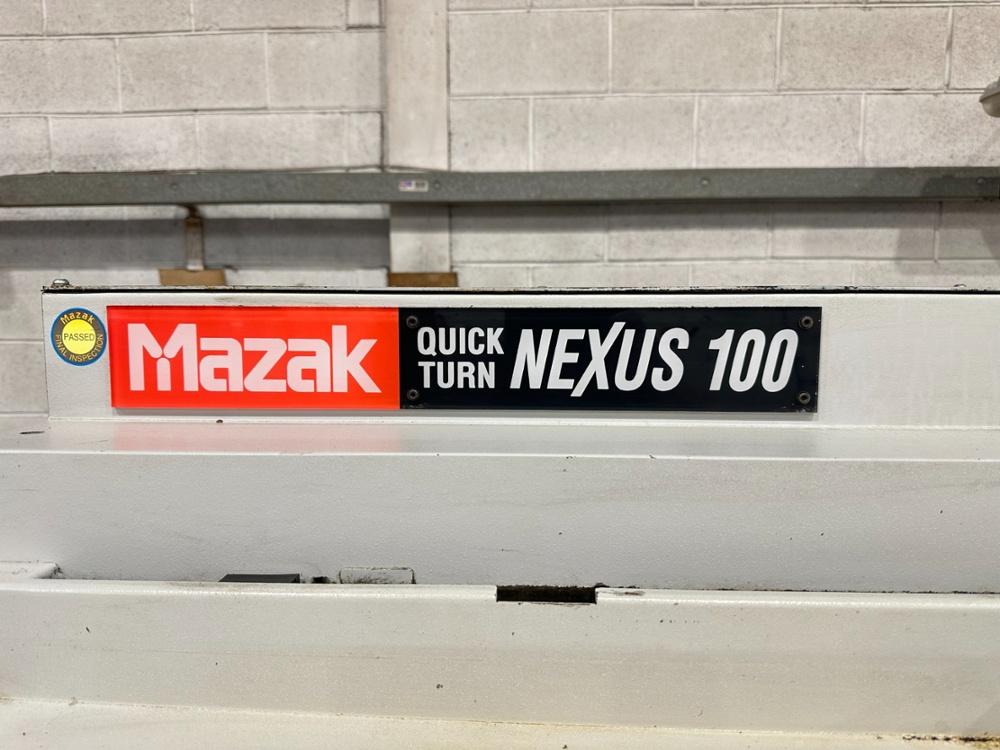 Mazak
PASSED
FINAL INSPECTION
Mazak
QUICK
TURN
NEXUS 100